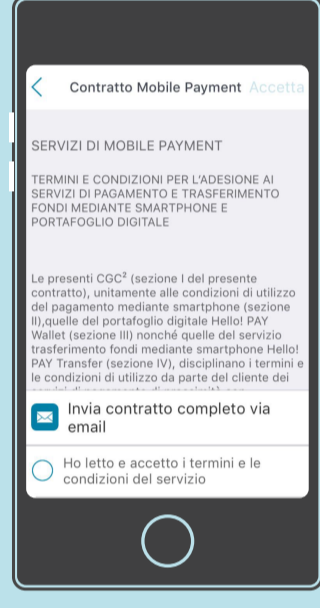 Contratto Mobile Payment Accetta
SERVIZI DI MOBILE PAYMENT
TERMINI E CONDIZIONI PER L'ADESIONE AI
SERVIZI DI PAGAMENTO E TRASFERIMENTO
FONDI MEDIANTE SMARTPHONE E
PORTAFOGLIO DIGITALE
Le presenti CGC² (sezione I del presente
contratto), unitamente alle condizioni di utilizzo
del pagamento mediante smartphone (sezione
II),quelle del portafoglio digitale Hello! PAY
Wallet (sezione III) nonché quelle del servizio
trasferimento fondi mediante smartphone Hello!
PAY Transfer (sezione IV), disciplinano i termini e
le condizioni di utilizzo da parte del cliente dei
Invia contratto completo via
email
Ho letto e accetto i termini e le
condizioni del servizio